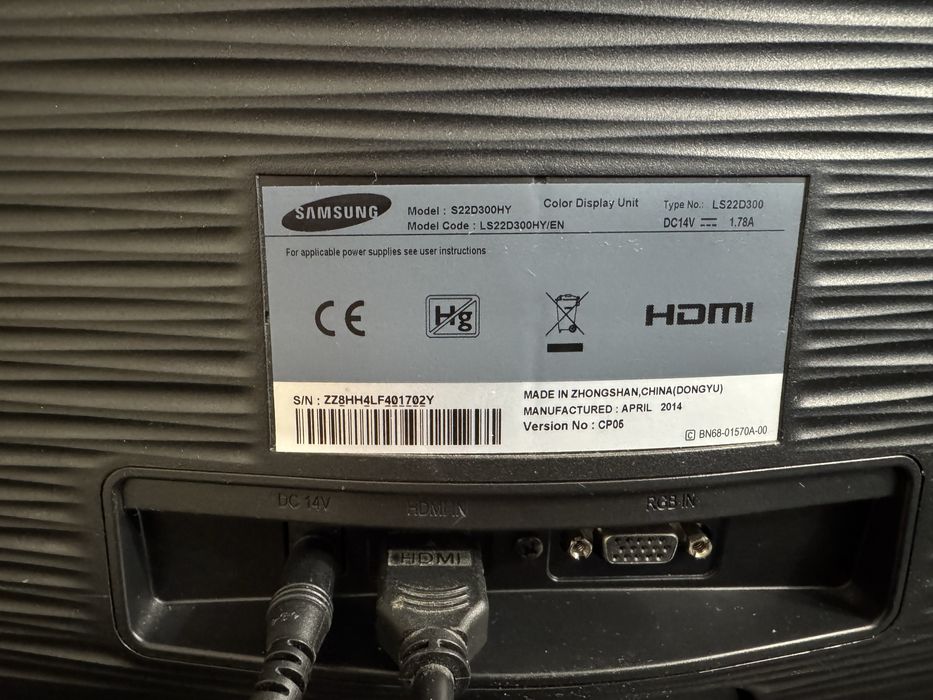 SAMSUNG
Model : S22D300HY
Model Code : LS22D300HY/EN
Color Display Unit
Type No.: LS22D300
DC14V ⎓ 1.78A
For applicable power supplies see user instructions
CE
Hg
HDMI
S/N : ZZ8HH4LF401702Y
MADE IN ZHONGSHAN,CHINA(DONGYU)
MANUFACTURED : APRIL 2014
Version No : CP05
C BN68-01570A-00
DC 14V
HDMI IN
RGB IN
HDMI